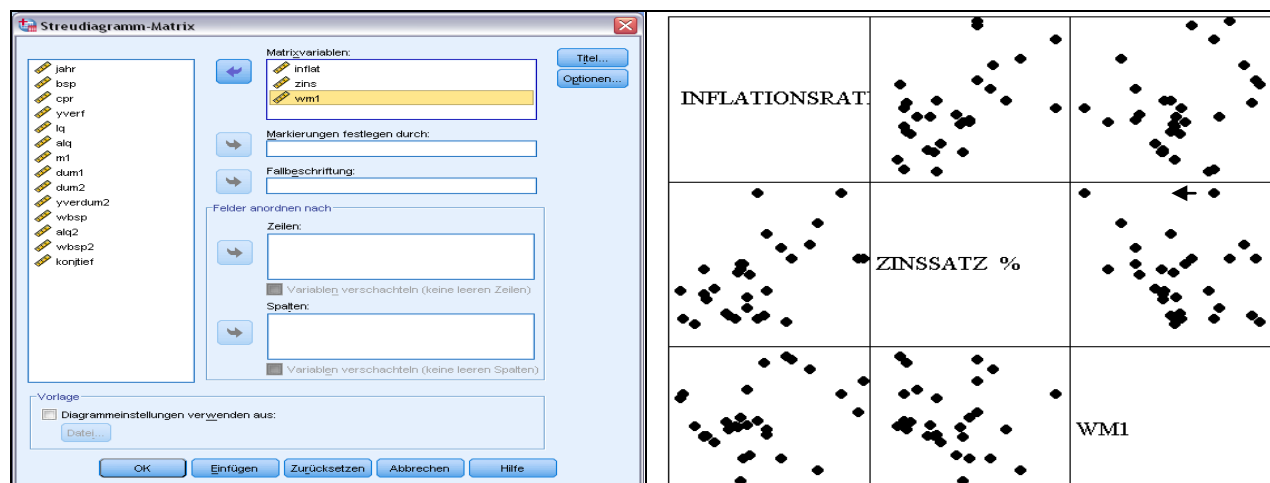 Streudiagramm-Matrix
jahr
bsp
cpr
yverf
lq
alq
m1
dum1
dum2
yverdum2
wbsp
alq2
wbsp2
konjtief
Matrixvariablen:
inflat
zins
wm1
Titel...
Optionen...
Markierungen festlegen durch:
Fallbeschriftung:
Felder anordnen nach
Zeilen:
Variablen verschachteln (keine leeren Zeilen)
Spalten:
Variablen verschachteln (keine leeren Spalten)
Vorlage
Diagrammeinstellungen verwenden aus:
Datei...
OK
Einfügen
Zurücksetzen
Abbrechen
Hilfe
INFLATIONSRATI
ZINSSATZ %
WM1